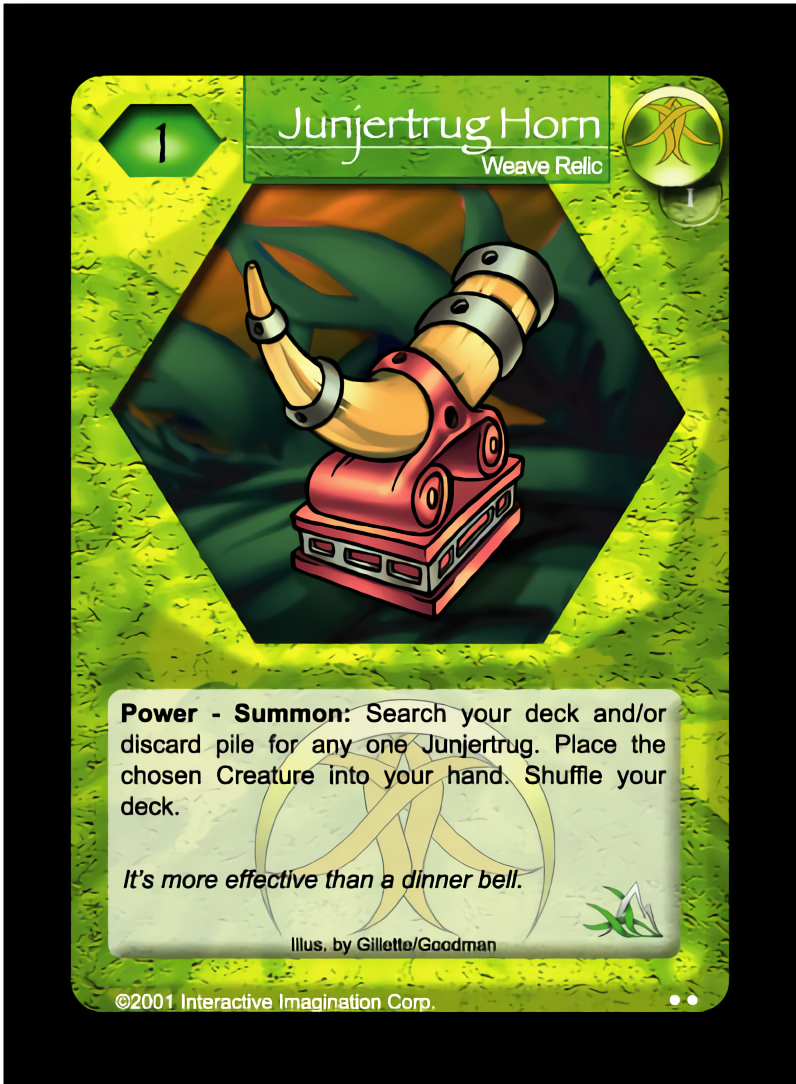 1
Junjertrug Horn
Weave Relic
I
Power - Summon: Search your deck and/or
discard pile for any one Junjertrug. Place the
chosen Creature into your hand. Shuffle your
deck.
It's more effective than a dinner bell.
Illus. by Gillette/Goodman
©2001 Interactive Imagination Corp.